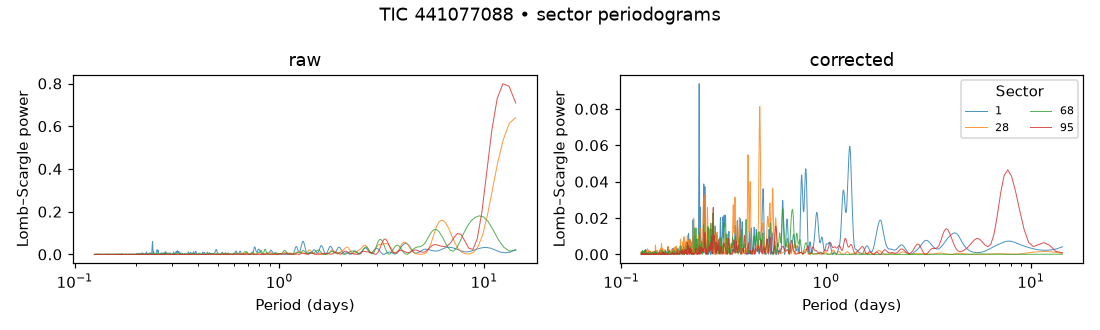 TIC 441077088 • sector periodograms
raw
corrected
Lomb–Scargle power
0.8
0.6
0.4
0.2
0.0
10⁻¹
10⁰
10¹
Period (days)
Lomb–Scargle power
0.08
0.06
0.04
0.02
0.00
10⁻¹
10⁰
10¹
Period (days)
Sector
1 68
28 95